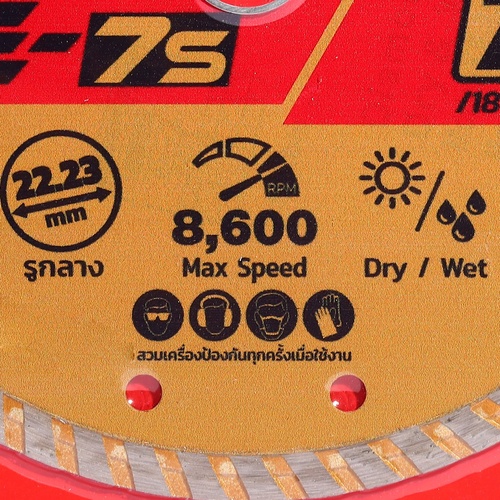 -7s
/18
22.23
mm
RPM
8,600
รูกลาง
Max Speed
Dry / Wet
สวมเครื่องป้องกันทุกครั้งเมื่อใช้งาน